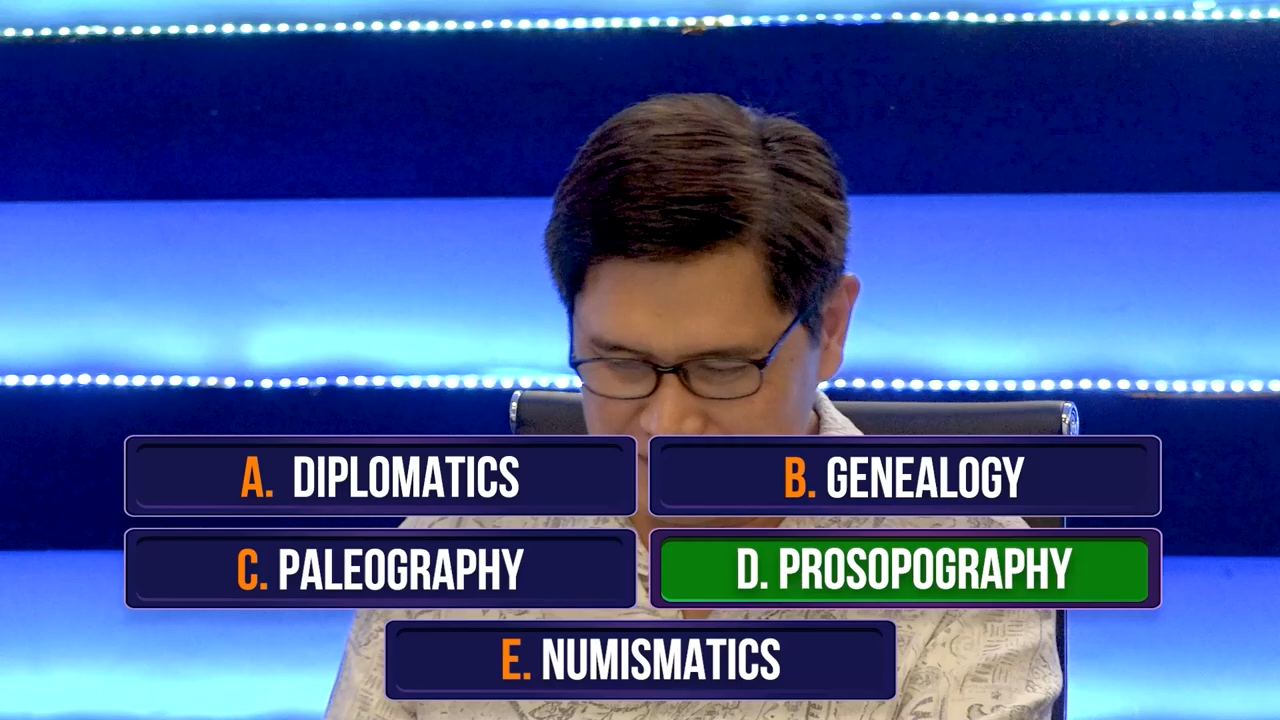 A. DIPLOMATICS
B. GENEALOGY
C. PALEOGRAPHY
D. PROSOPOGRAPHY
E. NUMISMATICS